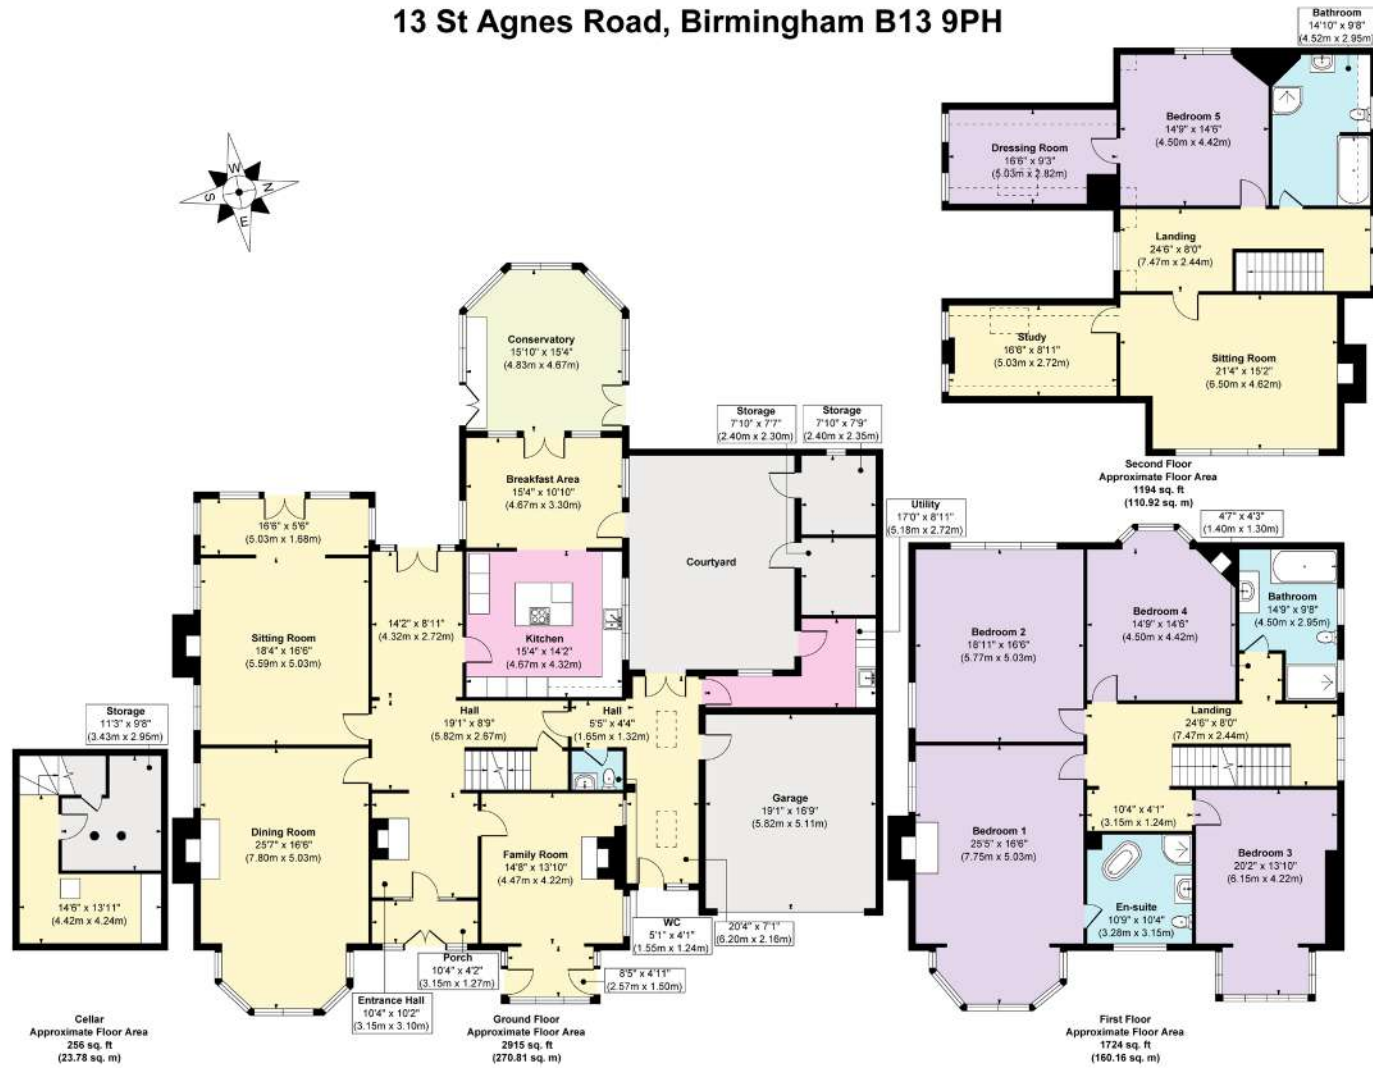 13 St Agnes Road, Birmingham B13 9PH
Bathroom
14'10" x 9'8"
(4.52m x 2.95m)
Bedroom 5
14'9" x 14'6"
(4.50m x 4.42m)
Dressing Room
16'6" x 9'3"
(5.03m x 2.82m)
Landing
24'6" x 8'0"
(7.47m x 2.44m)
Study
16'6" x 8'11"
(5.03m x 2.72m)
Sitting Room
21'4" x 15'2"
(6.50m x 4.62m)
Second Floor
Approximate Floor Area
1194 sq. ft
(110.92 sq. m)
W
N
S
E
Conservatory
15'10" x 15'4"
(4.83m x 4.67m)
Storage
7'10" x 7'7"
(2.40m x 2.30m)
Storage
7'10" x 7'9"
(2.40m x 2.35m)
Breakfast Area
15'4" x 10'10"
(4.67m x 3.30m)
Utility
17'0" x 8'11"
(5.18m x 2.72m)
16'6" x 5'6"
(5.03m x 1.68m)
Courtyard
14'2" x 8'11"
(4.32m x 2.72m)
Kitchen
15'4" x 14'2"
(4.67m x 4.32m)
Sitting Room
18'4" x 16'6"
(5.59m x 5.03m)
Hall
19'1" x 8'9"
(5.82m x 2.67m)
Hall
5'5" x 4'4"
(1.65m x 1.32m)
Storage
11'3" x 9'8"
(3.43m x 2.95m)
Garage
19'1" x 16'9"
(5.82m x 5.11m)
Dining Room
25'7" x 16'6"
(7.80m x 5.03m)
Family Room
14'8" x 13'10"
(4.47m x 4.22m)
14'6" x 13'11"
(4.42m x 4.24m)
WC
5'1" x 4'1"
(1.55m x 1.24m)
20'4" x 7'1"
(6.20m x 2.16m)
Porch
10'4" x 4'2"
(3.15m x 1.27m)
8'5" x 4'11"
(2.57m x 1.50m)
Entrance Hall
10'4" x 10'2"
(3.15m x 3.10m)
Cellar
Approximate Floor Area
256 sq. ft
(23.78 sq. m)
Ground Floor
Approximate Floor Area
2915 sq. ft
(270.81 sq. m)
4'7" x 4'3"
(1.40m x 1.30m)
Bedroom 2
18'11" x 16'6"
(5.77m x 5.03m)
Bedroom 4
14'9" x 14'6"
(4.50m x 4.42m)
Bathroom
14'9" x 9'8"
(4.50m x 2.95m)
Landing
24'6" x 8'0"
(7.47m x 2.44m)
10'4" x 4'1"
(3.15m x 1.24m)
Bedroom 1
25'5" x 16'6"
(7.75m x 5.03m)
Bedroom 3
20'2" x 13'10"
(6.15m x 4.22m)
En-suite
10'9" x 10'4"
(3.28m x 3.15m)
First Floor
Approximate Floor Area
1724 sq. ft
(160.16 sq. m)